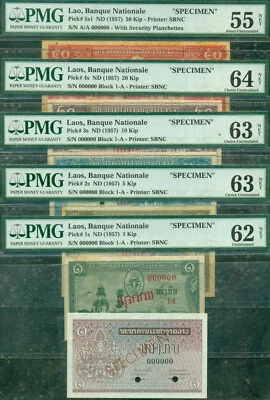 PMG
PAPER MONEY GUARANTY
Lao, Banque Nationale "SPECIMEN"
Pick# 5s1 ND (1957) 50 Kip - Printer: SBNC
S/N A/A 000000 - With Security Planchettes
55 NET
About Uncirculated
PMG
PAPER MONEY GUARANTY
Laos, Banque Nationale "SPECIMEN"
Pick# 4s ND (1957) 20 Kip
S/N 000000 Block 1-A - Printer: SBNC
64 NET
Choice Uncirculated
PMG
PAPER MONEY GUARANTY
Laos, Banque Nationale "SPECIMEN"
Pick# 3s ND (1957) 10 Kip
S/N 000000 Block 1-A - Printer: SBNC
63 NET
Choice Uncirculated
PMG
PAPER MONEY GUARANTY
Laos, Banque Nationale "SPECIMEN"
Pick# 2s ND (1957) 5 Kip
S/N 000000 Block 1-A - Printer: SBNC
63 NET
Choice Uncirculated
PMG
PAPER MONEY GUARANTY
Laos, Banque Nationale "SPECIMEN"
Pick# 1s ND (1957) 1 Kip
S/N 000000 Block 1-A - Printer: SBNC
62 NET
Uncirculated
000000
SPECIMEN
000000